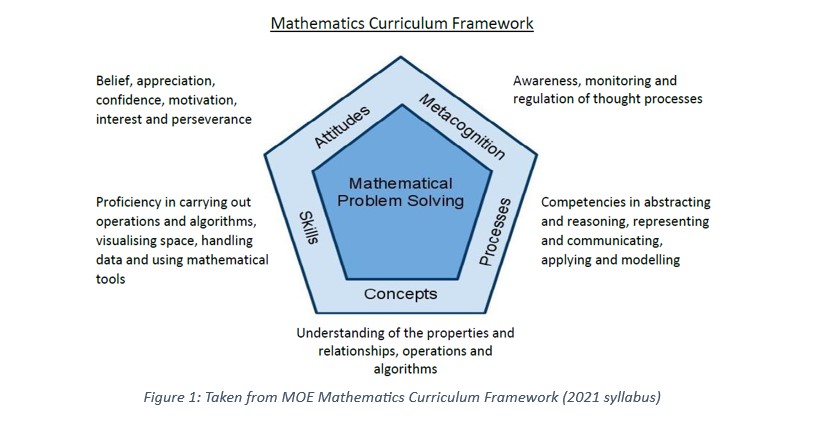 Mathematics Curriculum Framework
Belief, appreciation,
confidence, motivation,
interest and perseverance
Attitudes
Metacognition
Awareness, monitoring and
regulation of thought processes
Mathematical
Problem Solving
Proficiency in carrying out
operations and algorithms,
visualising space, handling
data and using mathematical
tools
Skills
Processes
Competencies in abstracting
and reasoning, representing
and communicating,
applying and modelling
Concepts
Understanding of the properties and
relationships, operations and
algorithms
Figure 1: Taken from MOE Mathematics Curriculum Framework (2021 syllabus)